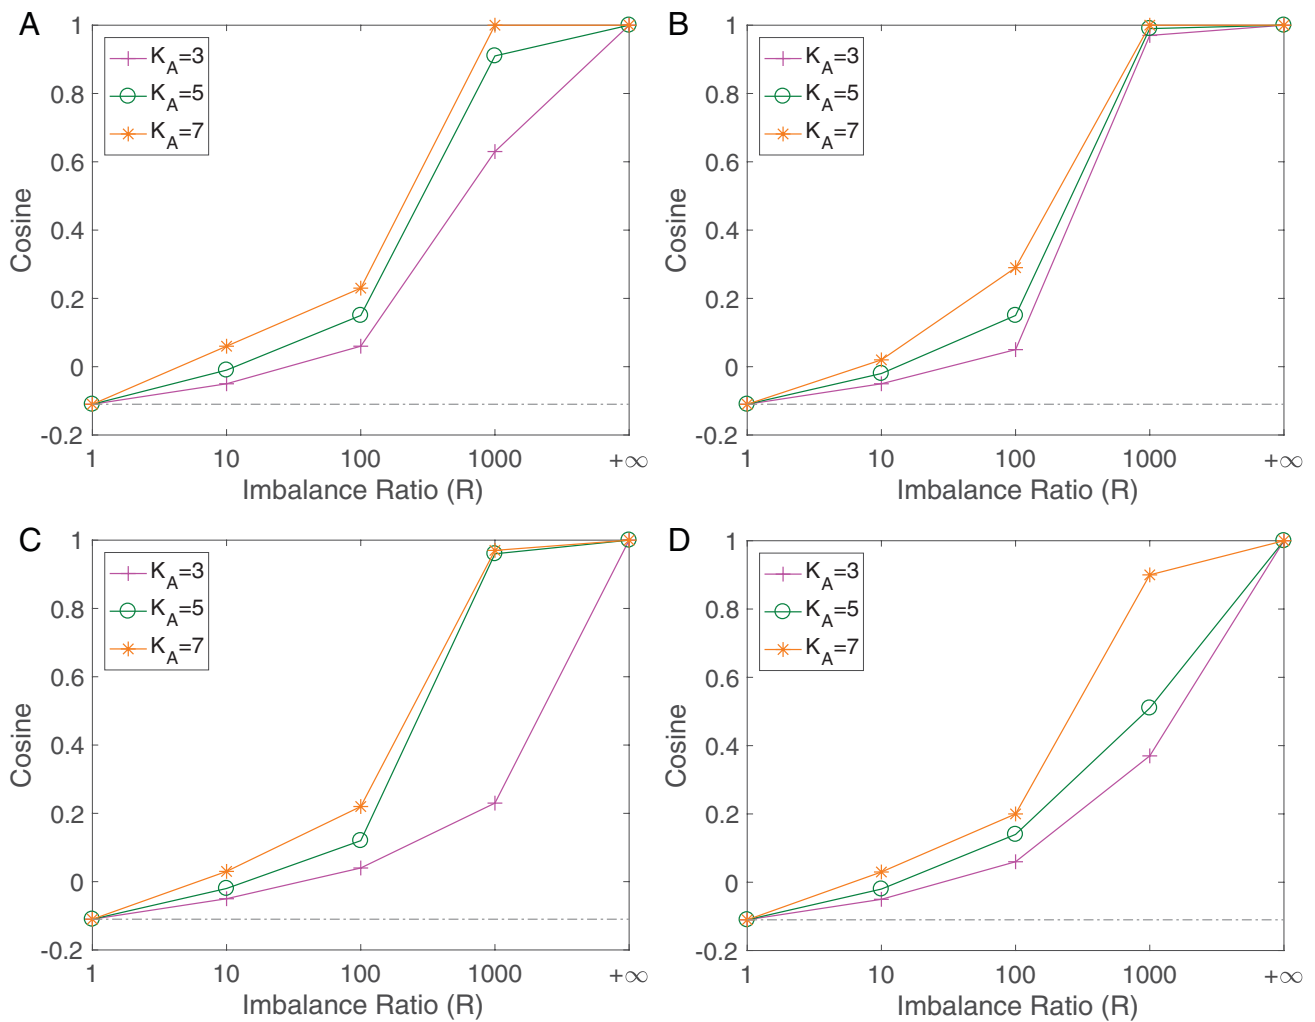 A
1
0.8
0.6
0.4
0.2
0
-0.2
Cosine
K_A=3
K_A=5
K_A=7
1 10 100 1000 +∞
Imbalance Ratio (R)
B
1
0.8
0.6
0.4
0.2
0
-0.2
Cosine
K_A=3
K_A=5
K_A=7
1 10 100 1000 +∞
Imbalance Ratio (R)
C
1
0.8
0.6
0.4
0.2
0
-0.2
Cosine
K_A=3
K_A=5
K_A=7
1 10 100 1000 +∞
Imbalance Ratio (R)
D
1
0.8
0.6
0.4
0.2
0
-0.2
Cosine
K_A=3
K_A=5
K_A=7
1 10 100 1000 +∞
Imbalance Ratio (R)